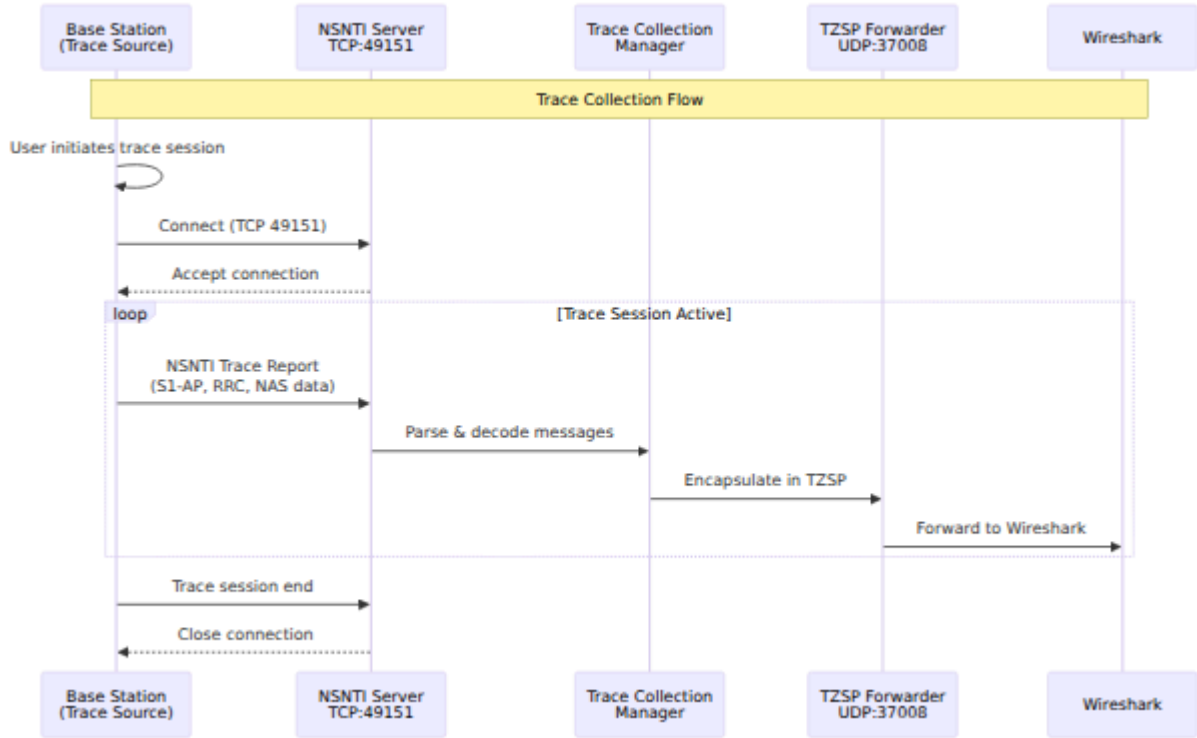 Base Station
(Trace Source)
NSNTI Server
TCP:49151
Trace Collection
Manager
TZSP Forwarder
UDP:37008
Wireshark
Trace Collection Flow
User initiates trace session
Connect (TCP 49151)
Accept connection
loop
[Trace Session Active]
NSNTI Trace Report
(S1-AP, RRC, NAS data)
Parse & decode messages
Encapsulate in TZSP
Forward to Wireshark
Trace session end
Close connection
Base Station
(Trace Source)
NSNTI Server
TCP:49151
Trace Collection
Manager
TZSP Forwarder
UDP:37008
Wireshark